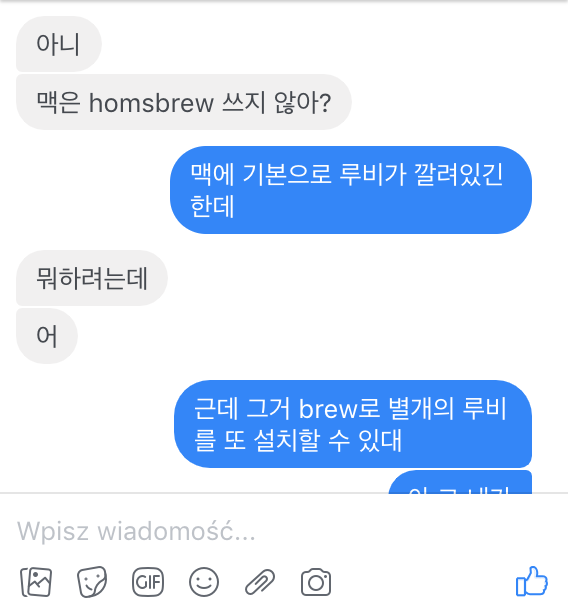 아니
맥은 homsbrew 쓰지 않아?
맥에 기본으로 루비가 깔려있긴
한데
뭐하려는데
어
근데 그거 brew로 별개의 루비
를 또 설치할 수 있대
Wpisz wiadomość...
GIF